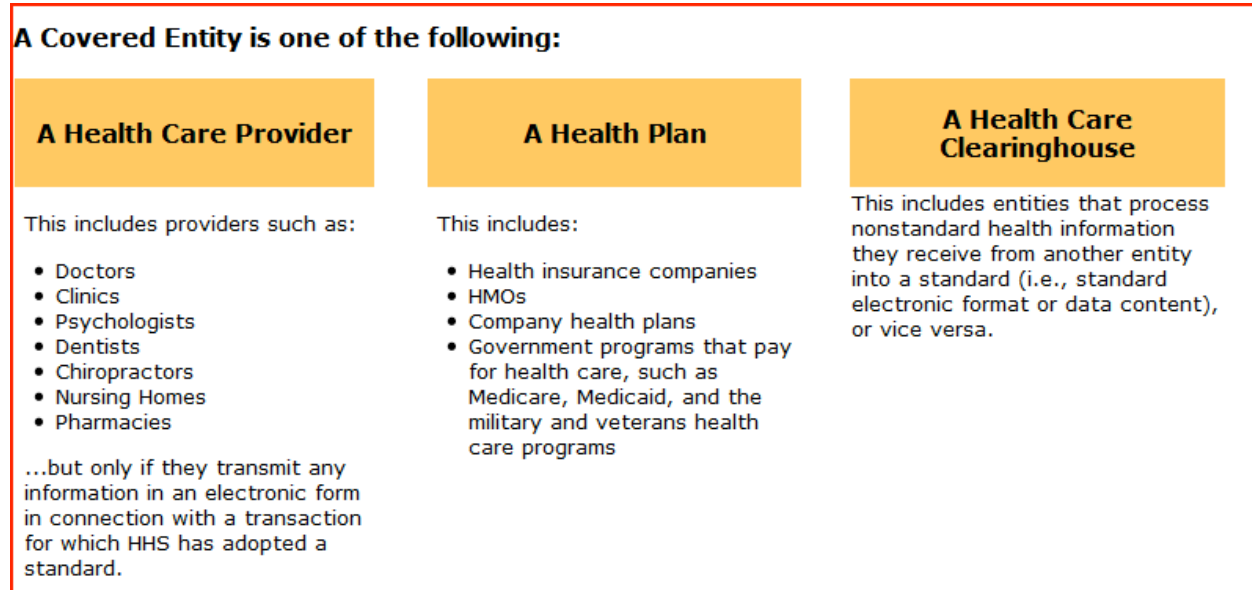 A Covered Entity is one of the following:
A Health Care Provider
This includes providers such as:
• Doctors
• Clinics
• Psychologists
• Dentists
• Chiropractors
• Nursing Homes
• Pharmacies
...but only if they transmit any
information in an electronic form
in connection with a transaction
for which HHS has adopted a
standard.
A Health Plan
This includes:
• Health insurance companies
• HMOs
• Company health plans
• Government programs that pay
for health care, such as
Medicare, Medicaid, and the
military and veterans health
care programs
A Health Care
Clearinghouse
This includes entities that process
nonstandard health information
they receive from another entity
into a standard (i.e., standard
electronic format or data content),
or vice versa.